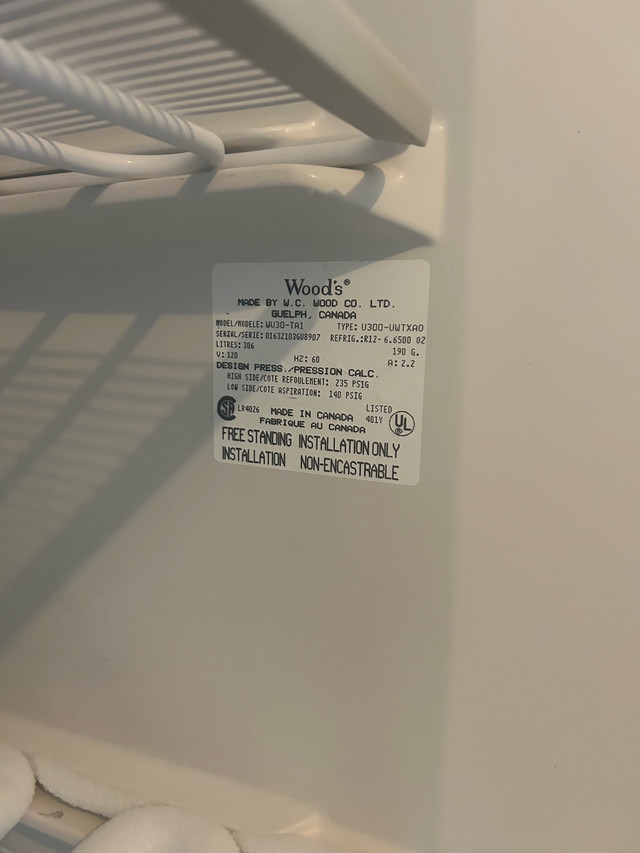 Wood's®
MADE BY W.C. WOOD CO. LTD.
GUELPH, CANADA
MODEL/MODELE: WU30-TA1 TYPE: U300-UWTXAO
SERIAL/SERIE: 0163210368907 REFRIG.:R12- 6.6500 OZ
LITRES: 306 190 G.
V: 120 HZ: 60 A: 2.2
DESIGN PRESS./PRESSION CALC.
HIGH SIDE/COTE REFOULEMENT: 235 PSIG
LOW SIDE/COTE ASPIRATION: 140 PSIG
LR4026 MADE IN CANADA LISTED
FABRIQUE AU CANADA 401Y UL
FREE STANDING INSTALLATION ONLY
INSTALLATION NON-ENCASTRABLE